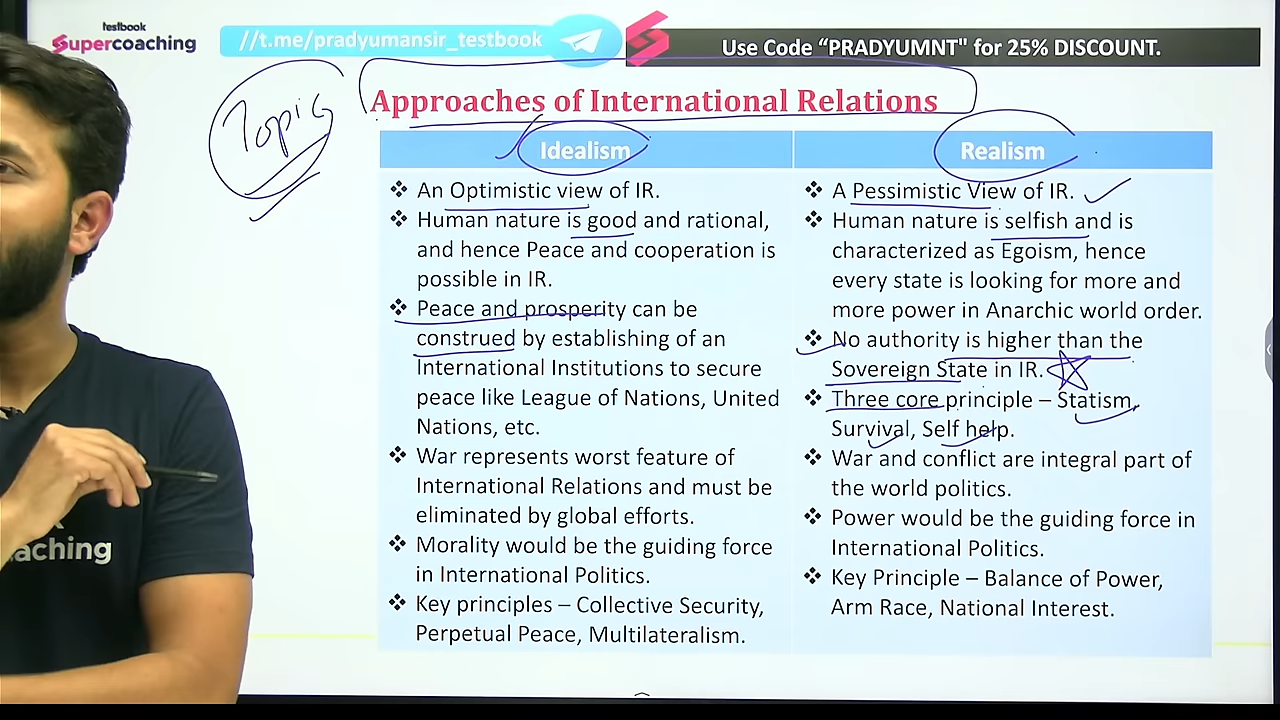 testbook
Supercoaching
//t.me/pradyumansir_testbook
Use Code “PRADYUMNT" for 25% DISCOUNT.
Topic
Approaches of International Relations
Idealism
❖ An Optimistic view of IR.
❖ Human nature is good and rational,
and hence Peace and cooperation is
possible in IR.
❖ Peace and prosperity can be
construed by establishing of an
International Institutions to secure
peace like League of Nations, United
Nations, etc.
❖ War represents worst feature of
International Relations and must be
eliminated by global efforts.
❖ Morality would be the guiding force
in International Politics.
❖ Key principles – Collective Security,
Perpetual Peace, Multilateralism.
Realism
❖ A Pessimistic View of IR.
❖ Human nature is selfish and is
characterized as Egoism, hence
every state is looking for more and
more power in Anarchic world order.
❖ No authority is higher than the
Sovereign State in IR.
❖ Three core principle – Statism,
Survival, Self help.
❖ War and conflict are integral part of
the world politics.
❖ Power would be the guiding force in
International Politics.
❖ Key Principle – Balance of Power,
Arm Race, National Interest.
aching